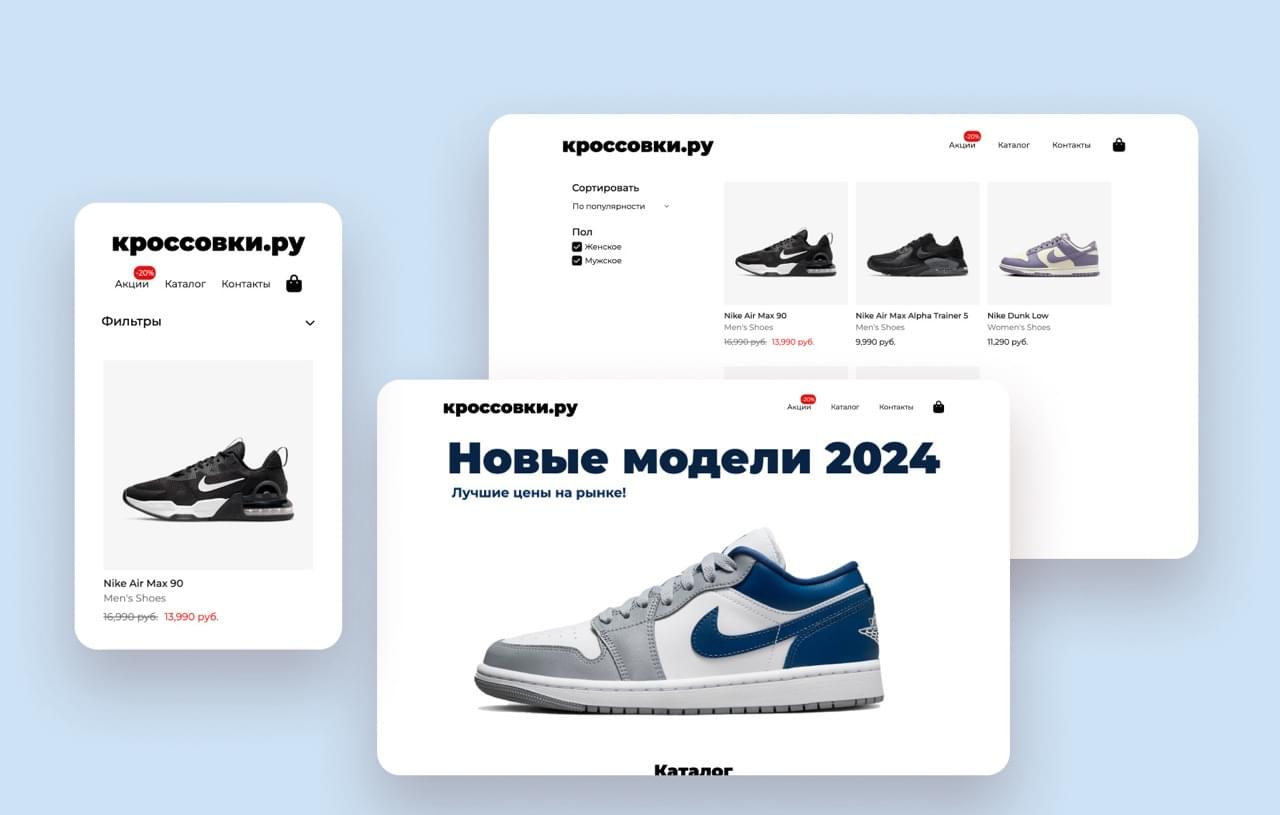 кроссовки.ру
-20%
Акции Каталог Контакты
Фильтры
Nike Air Max 90
Men's Shoes
16,990 руб. 13,990 руб.
кроссовки.ру
-20%
Акции Каталог Контакты
Сортировать
По популярности
Пол
Женское
Мужское
Nike Air Max 90
Men's Shoes
16,990 руб. 13,990 руб.
Nike Air Max Alpha Trainer 5
Men's Shoes
9,990 руб.
Nike Dunk Low
Women's Shoes
11,290 руб.
кроссовки.ру
-20%
Акции Каталог Контакты
Новые модели 2024
Лучшие цены на рынке!
Каталог